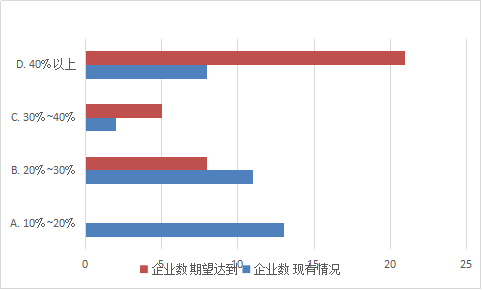 D. 40%以上
C. 30%~40%
B. 20%~30%
A. 10%~20%
0 5 10 15 20 25
企业数 期望达到 企业数 现有情况